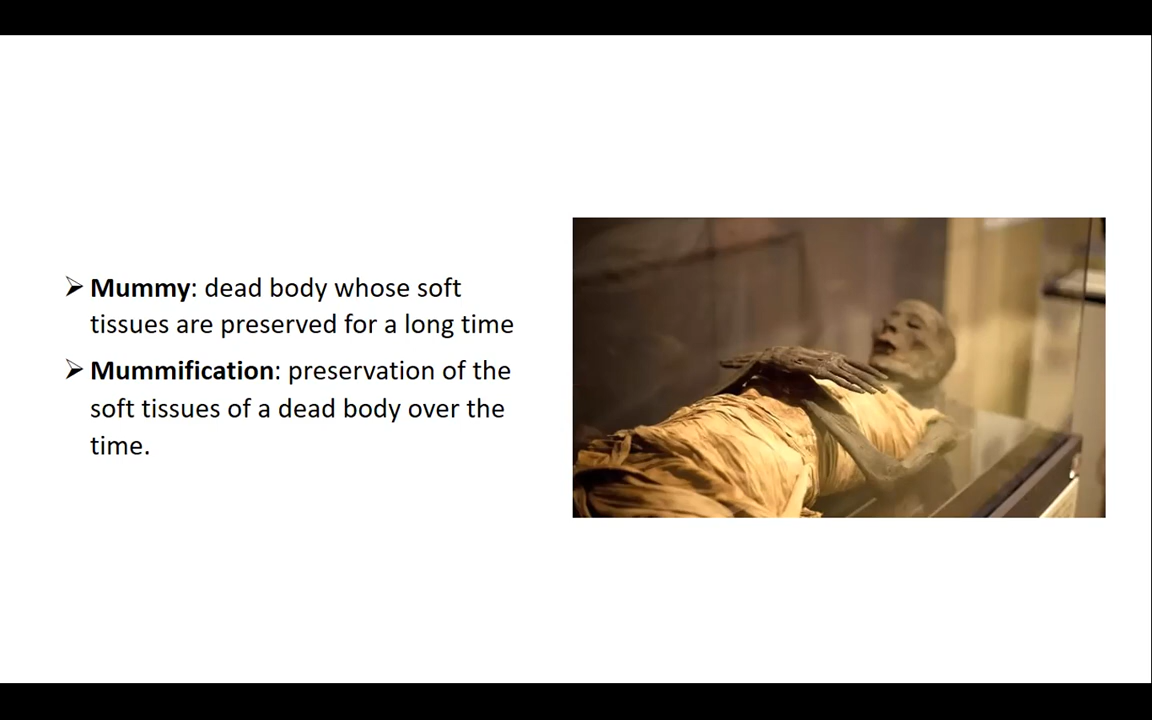 ➢ Mummy: dead body whose soft
tissues are preserved for a long time
➢ Mummification: preservation of the
soft tissues of a dead body over the
time.